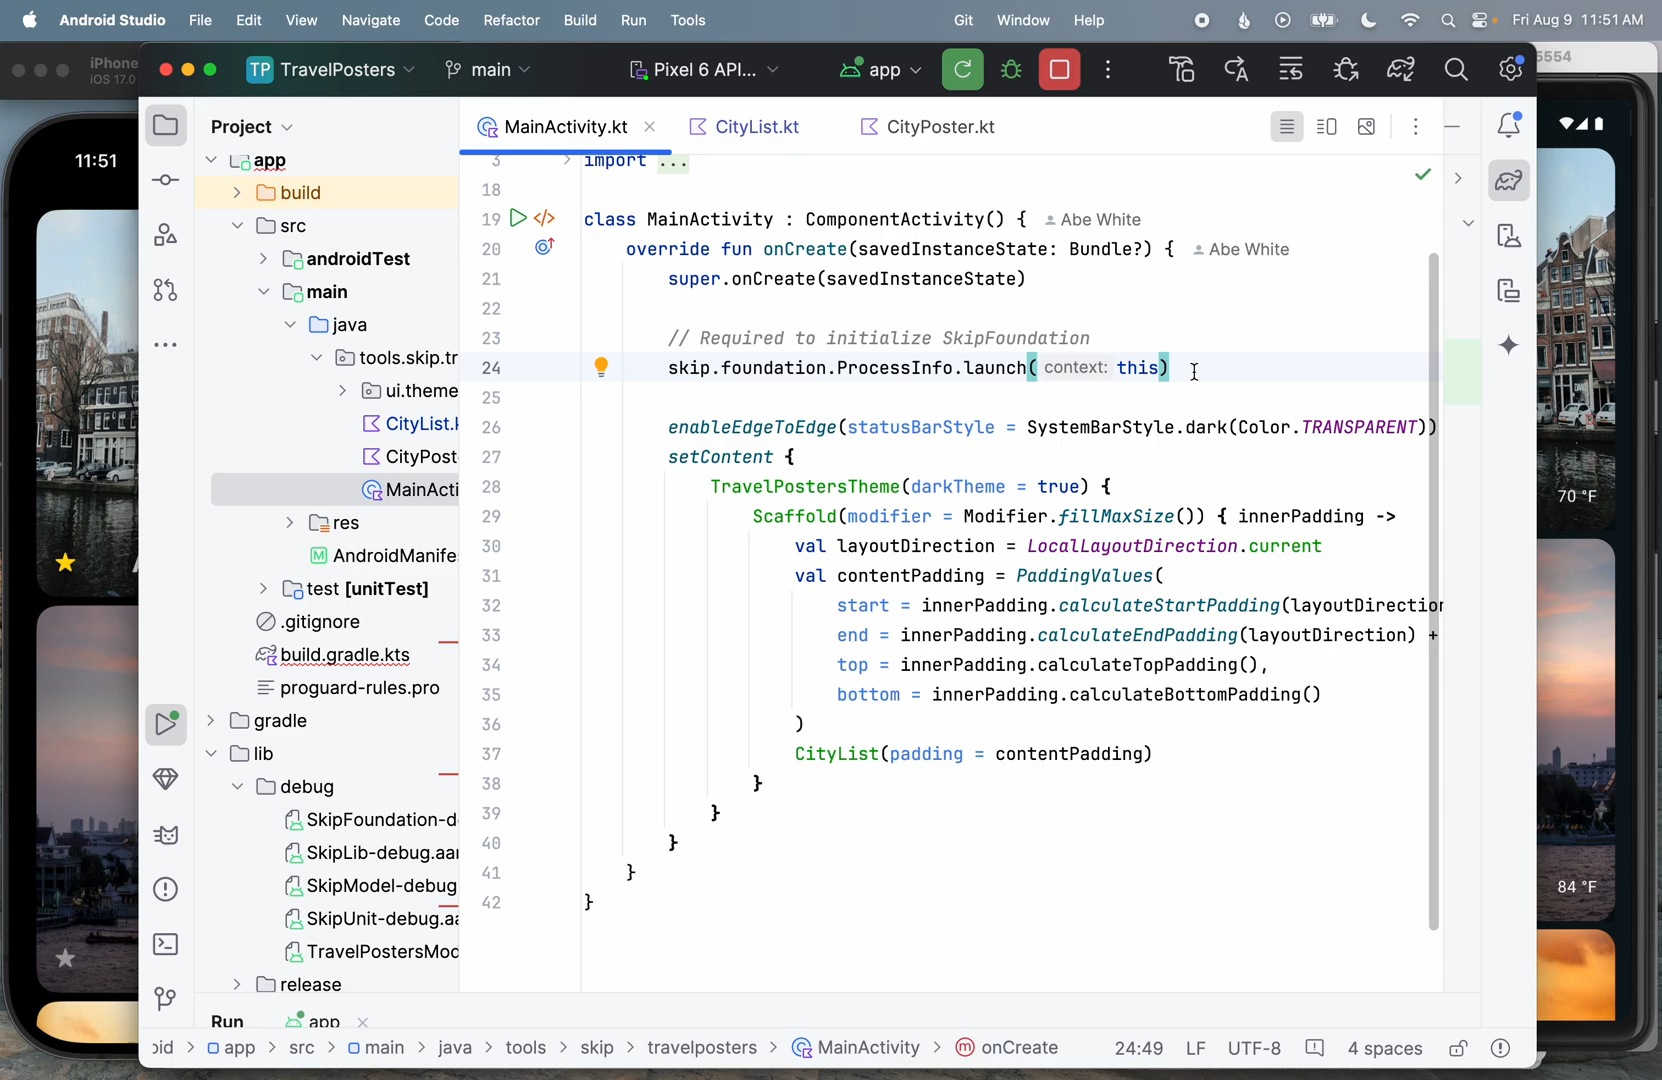 Android Studio File Edit View Navigate Code Refactor Build Run Tools Git Window Help Fri Aug 9 11:51 AM
iPhone
iOS 17.0
TP TravelPosters main Pixel 6 API... app
5554
11:51
Project
app
build
src
androidTest
main
java
tools.skip.tr
ui.theme
CityList.k
CityPost
MainActi
res
AndroidManife
test [unitTest]
.gitignore
build.gradle.kts
proguard-rules.pro
gradle
lib
debug
SkipFoundation-d
SkipLib-debug.aar
SkipModel-debug
SkipUnit-debug.aa
TravelPostersMod
release
MainActivity.kt CityList.kt CityPoster.kt
3 import ...
18
19 class MainActivity : ComponentActivity() { Abe White
20 override fun onCreate(savedInstanceState: Bundle?) { Abe White
21 super.onCreate(savedInstanceState)
22
23 // Required to initialize SkipFoundation
24 skip.foundation.ProcessInfo.launch( context: this)
25
26 enableEdgeToEdge(statusBarStyle = SystemBarStyle.dark(Color.TRANSPARENT))
27 setContent {
28 TravelPostersTheme(darkTheme = true) {
29 Scaffold(modifier = Modifier.fillMaxSize()) { innerPadding ->
30 val layoutDirection = LocalLayoutDirection.current
31 val contentPadding = PaddingValues(
32 start = innerPadding.calculateStartPadding(layoutDirection
33 end = innerPadding.calculateEndPadding(layoutDirection) +
34 top = innerPadding.calculateTopPadding(),
35 bottom = innerPadding.calculateBottomPadding()
36 )
37 CityList(padding = contentPadding)
38 }
39 }
40 }
41 }
42 }
70 °F
84 °F
Run app
oid > app > src > main > java > tools > skip > travelposters > MainActivity > onCreate 24:49 LF UTF-8 4 spaces